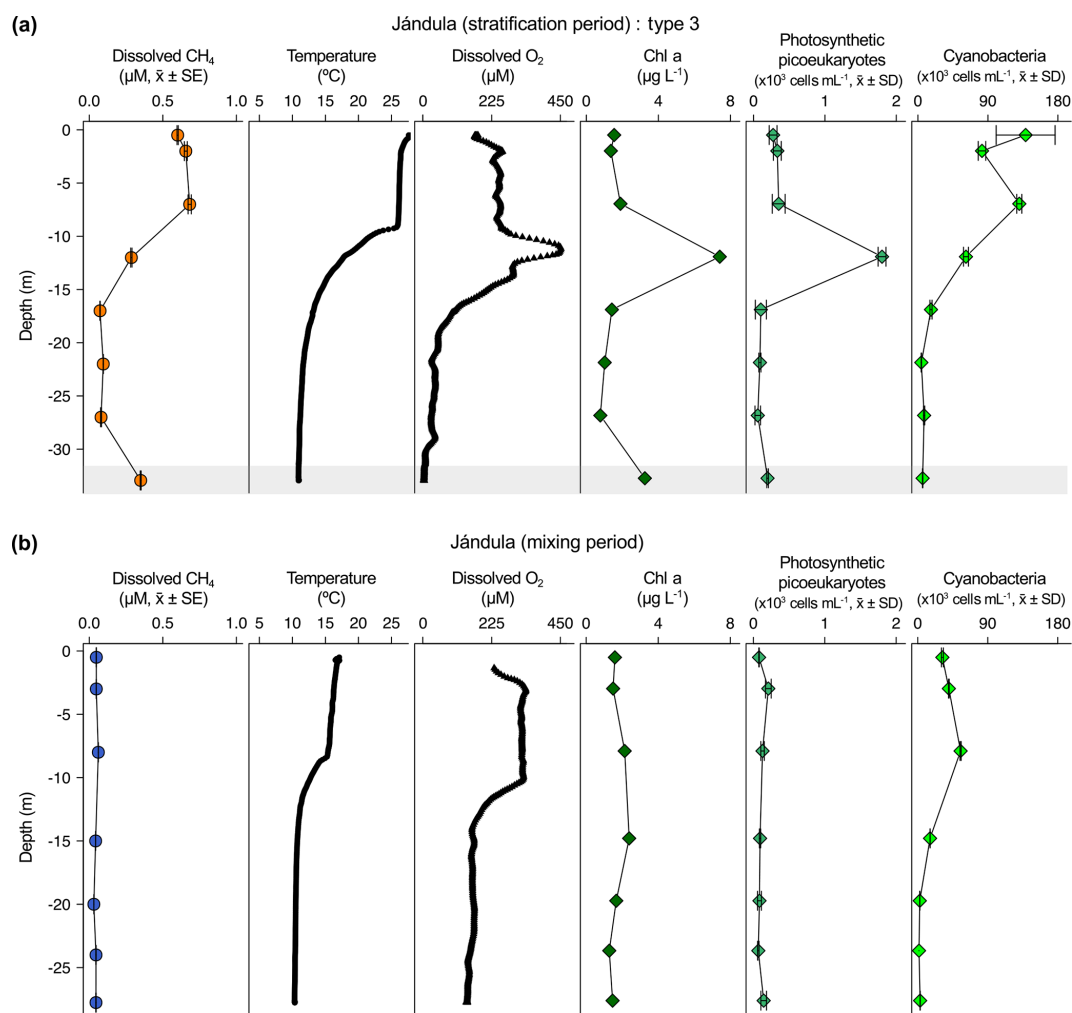 (a)
Jándula (stratification period) : type 3
Dissolved CH₄
(µM, x̄ ± SE)
Temperature
(ºC)
Dissolved O₂
(µM)
Chl a
(µg L⁻¹)
Photosynthetic
picoeukaryotes
(x10³ cells mL⁻¹, x̄ ± SD)
Cyanobacteria
(x10³ cells mL⁻¹, x̄ ± SD)
0.0 0.5 1.0 5 10 15 20 25 0 225 450 0 4 8 0 1 2 0 90 180
0
-5
-10
-15
-20
-25
-30
Depth (m)
(b)
Jándula (mixing period)
Dissolved CH₄
(µM, x̄ ± SE)
Temperature
(ºC)
Dissolved O₂
(µM)
Chl a
(µg L⁻¹)
Photosynthetic
picoeukaryotes
(x10³ cells mL⁻¹, x̄ ± SD)
Cyanobacteria
(x10³ cells mL⁻¹, x̄ ± SD)
0.0 0.5 1.0 5 10 15 20 25 0 225 450 0 4 8 0 1 2 0 90 180
0
-5
-10
-15
-20
-25
Depth (m)